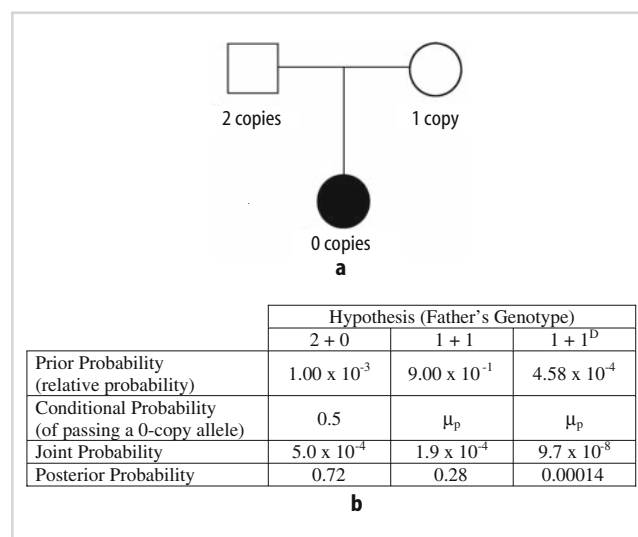 2 copies 1 copy
0 copies
a
Hypothesis (Father's Genotype)
2 + 0 1 + 1 1 + 1ᴰ
Prior Probability
(relative probability) 1.00 x 10⁻³ 9.00 x 10⁻¹ 4.58 x 10⁻⁴
Conditional Probability
(of passing a 0-copy allele) 0.5 μₚ μₚ
Joint Probability 5.0 x 10⁻⁴ 1.9 x 10⁻⁴ 9.7 x 10⁻⁸
Posterior Probability 0.72 0.28 0.00014
b